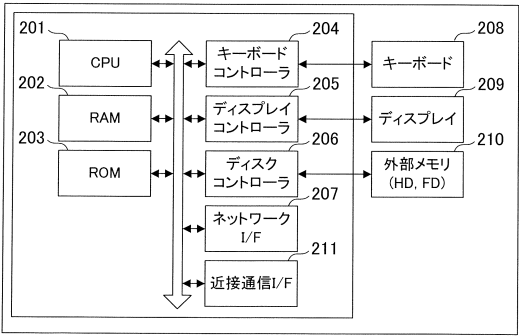 201
CPU
202
RAM
203
ROM
204
キーボード
コントローラ
205
ディスプレイ
コントローラ
206
ディスク
コントローラ
207
ネットワーク
I/F
211
近接通信I/F
208
キーボード
209
ディスプレイ
210
外部メモリ
(HD, FD)